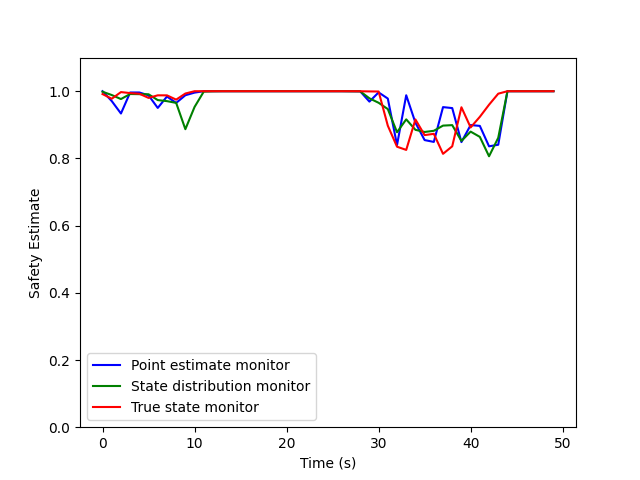 1.0
0.8
0.6
0.4
0.2
0.0
Safety Estimate
Point estimate monitor
State distribution monitor
True state monitor
0 10 20 30 40 50
Time (s)